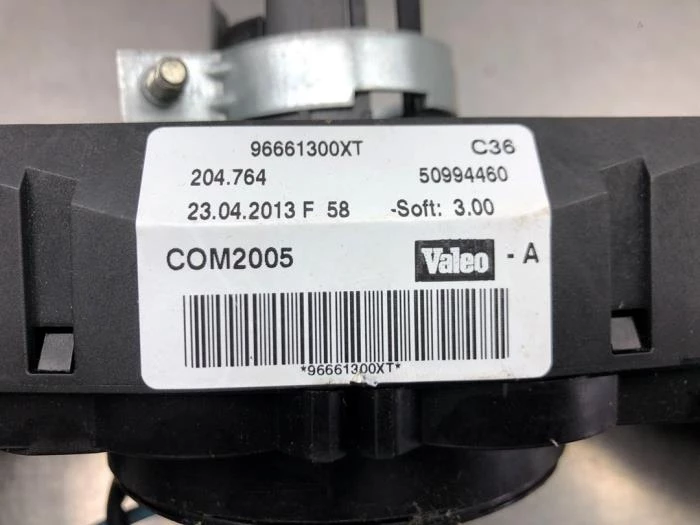 96661300XT C36
204.764 50994460
23.04.2013 F 58 -Soft: 3.00
COM2005 Valeo - A
*96661300XT*